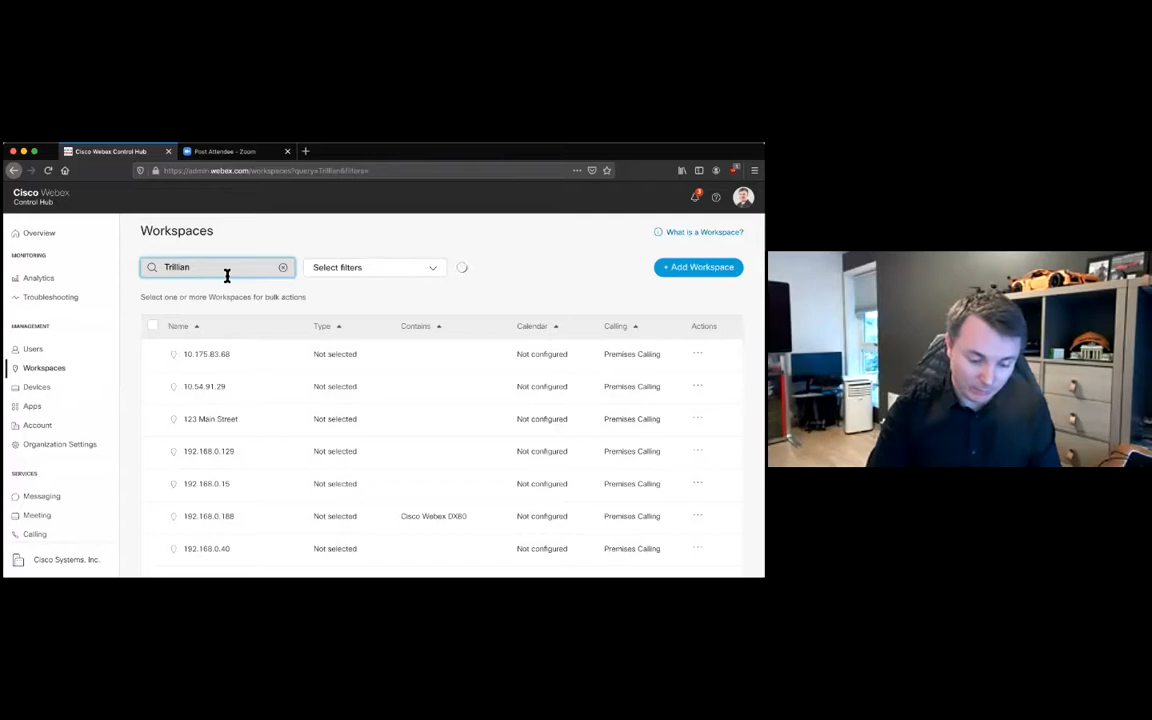 Cisco Webex Control Hub
Post Attendee - Zoom
https://admin.webex.com/workspaces?query=Trillian&filters=
Cisco Webex
Control Hub
Overview
MONITORING
Analytics
Troubleshooting
MANAGEMENT
Users
Workspaces
Devices
Apps
Account
Organization Settings
SERVICES
Messaging
Meeting
Calling
Cisco Systems, Inc.
Workspaces
What is a Workspace?
Trillian
Select filters
+ Add Workspace
Select one or more Workspaces for bulk actions
Name Type Contains Calendar Calling Actions
10.175.83.68 Not selected Not configured Premises Calling
10.54.91.29 Not selected Not configured Premises Calling
123 Main Street Not selected Not configured Premises Calling
192.168.0.129 Not selected Not configured Premises Calling
192.168.0.15 Not selected Not configured Premises Calling
192.168.0.188 Not selected Cisco Webex DX80 Not configured Premises Calling
192.168.0.40 Not selected Not configured Premises Calling